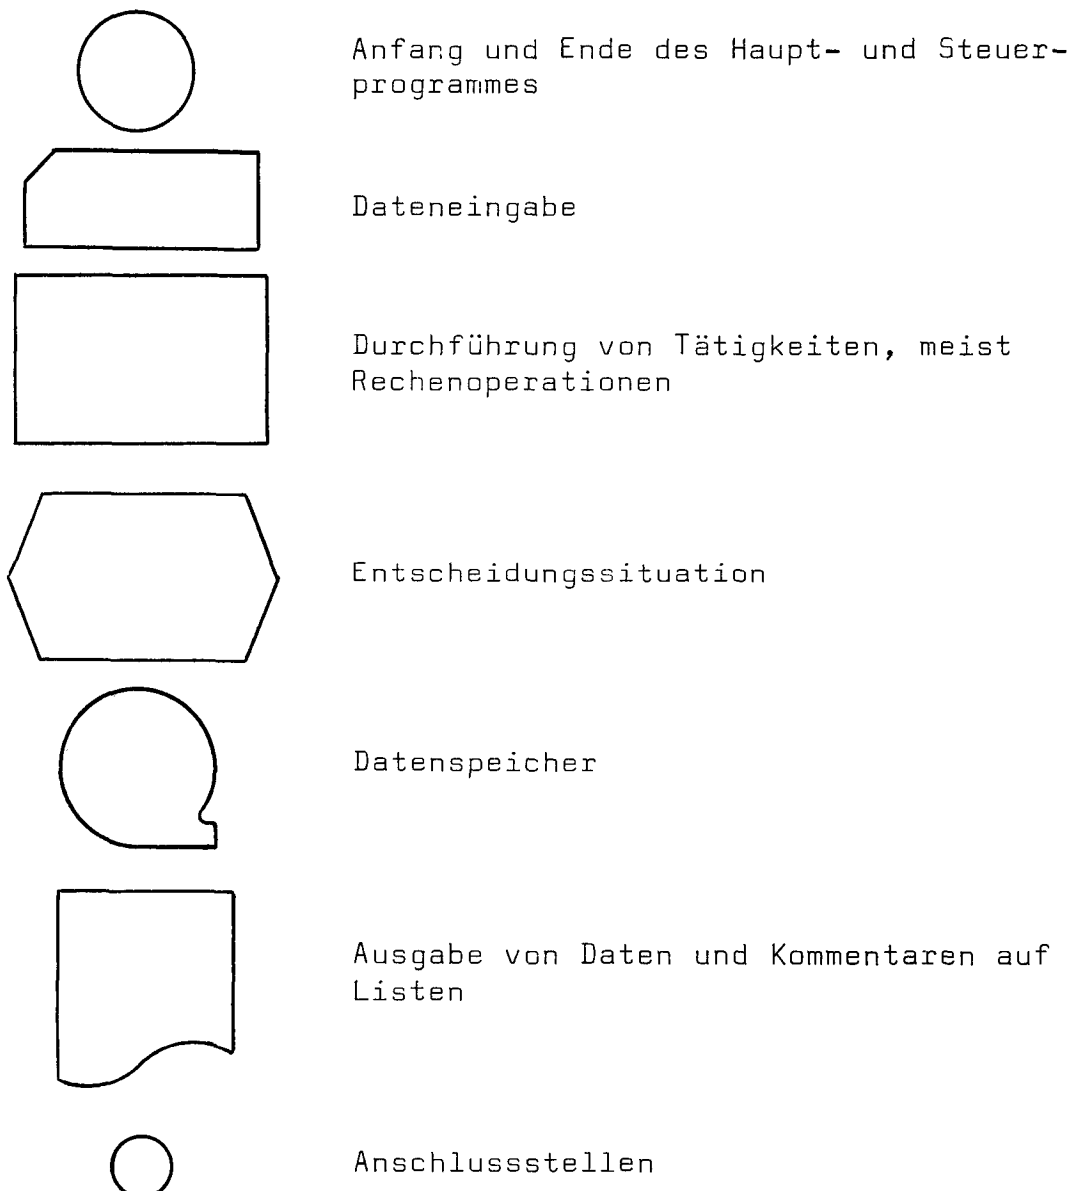 Anfang und Ende des Haupt- und Steuer-
programmes
Dateneingabe
Durchführung von Tätigkeiten, meist
Rechenoperationen
Entscheidungssituation
Datenspeicher
Ausgabe von Daten und Kommentaren auf
Listen
Anschlussstellen